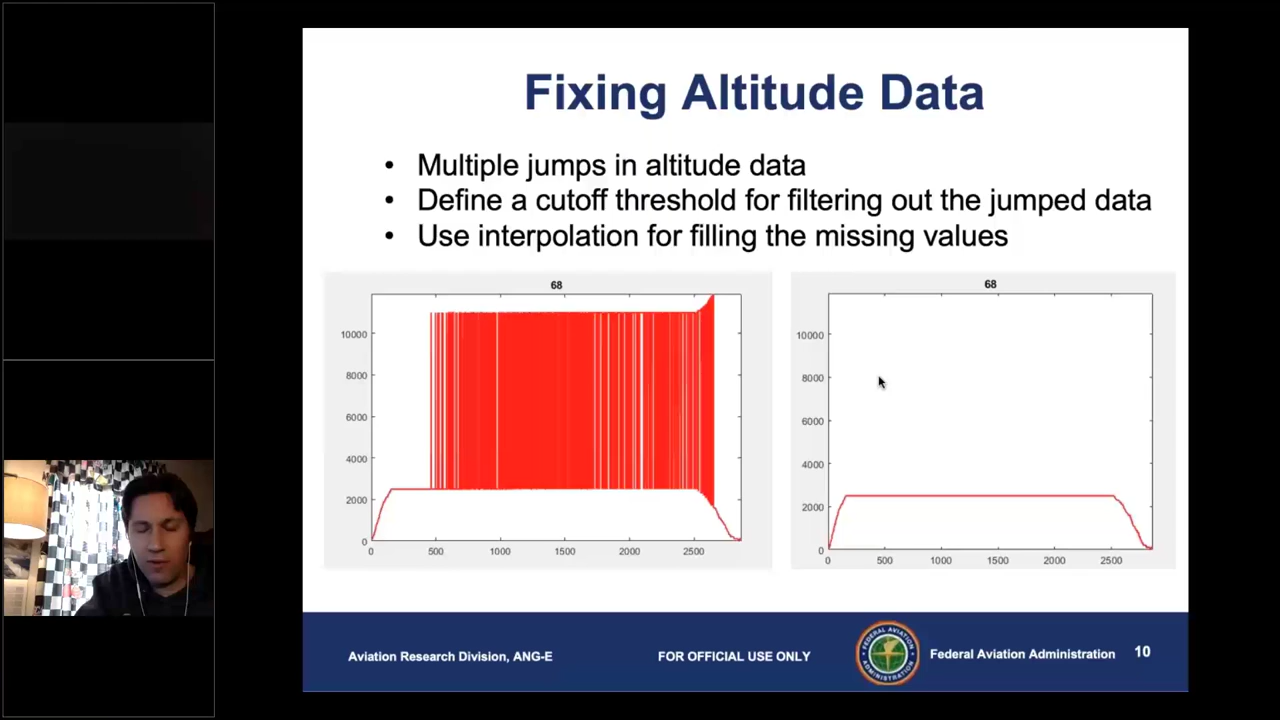 Fixing Altitude Data
• Multiple jumps in altitude data
• Define a cutoff threshold for filtering out the jumped data
• Use interpolation for filling the missing values
68
10000
8000
6000
4000
2000
0
0 500 1000 1500 2000 2500
68
10000
8000
6000
4000
2000
0
0 500 1000 1500 2000 2500
Aviation Research Division, ANG-E
FOR OFFICIAL USE ONLY
FEDERAL AVIATION
ADMINISTRATION
Federal Aviation Administration
10